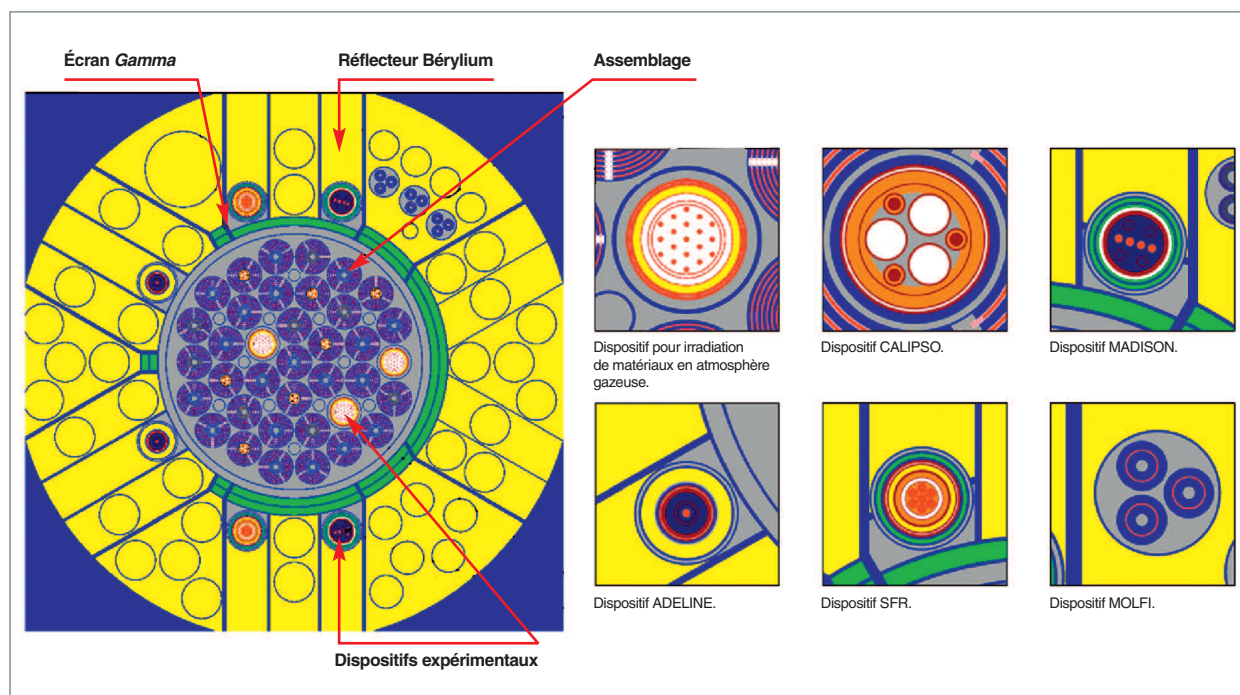 Écran Gamma
Réflecteur Bérylium
Assemblage
Dispositif pour irradiation
de matériaux en atmosphère
gazeuse.
Dispositif CALIPSO.
Dispositif MADISON.
Dispositif ADELINE.
Dispositif SFR.
Dispositif MOLFI.
Dispositifs expérimentaux